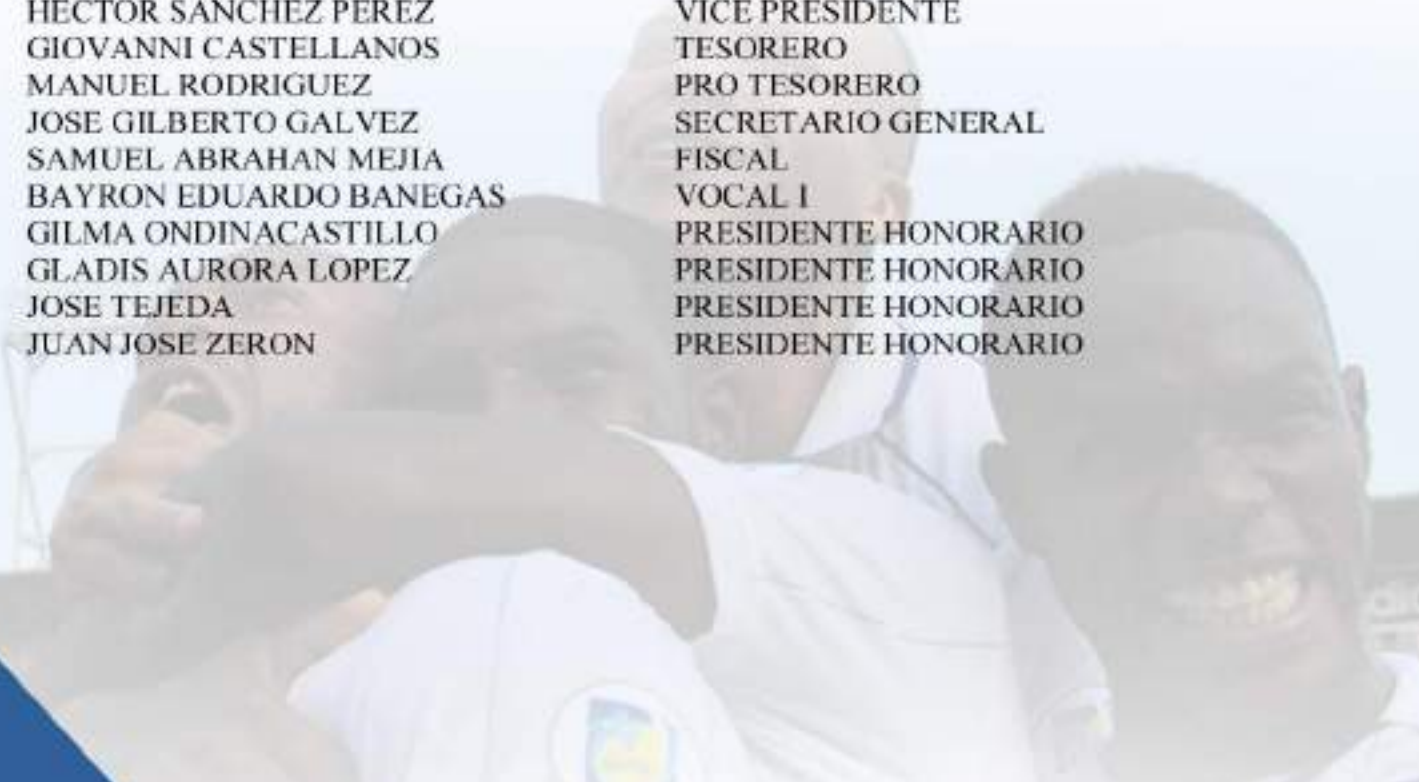 HECTOR SANCHEZ PEREZ VICE PRESIDENTE
GIOVANNI CASTELLANOS TESORERO
MANUEL RODRIGUEZ PRO TESORERO
JOSE GILBERTO GALVEZ SECRETARIO GENERAL
SAMUEL ABRAHAN MEJIA FISCAL
BAYRON EDUARDO BANEGAS VOCAL I
GILMA ONDINACASTILLO PRESIDENTE HONORARIO
GLADIS AURORA LOPEZ PRESIDENTE HONORARIO
JOSE TEJEDA PRESIDENTE HONORARIO
JUAN JOSE ZERON PRESIDENTE HONORARIO